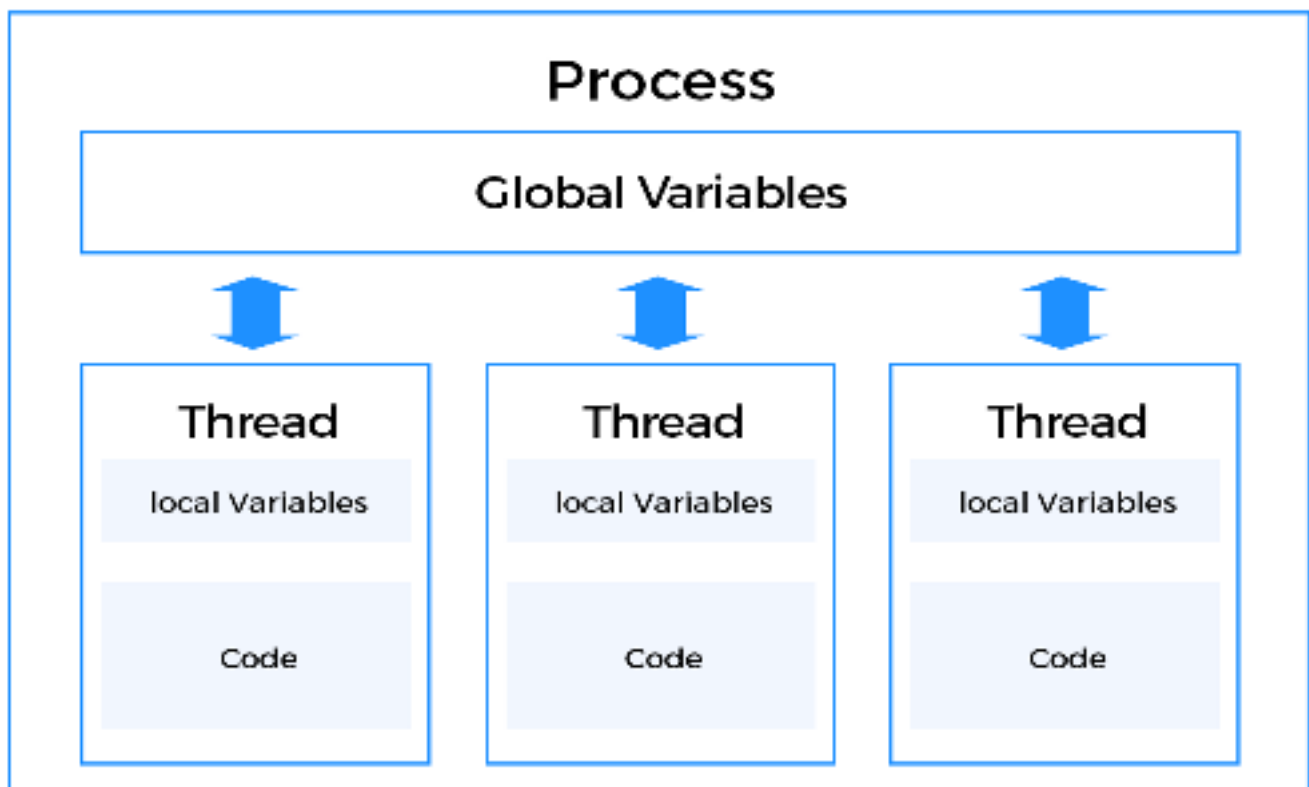 Process
Global Variables
Thread
local Variables
Code
Thread
local Variables
Code
Thread
local Variables
Code